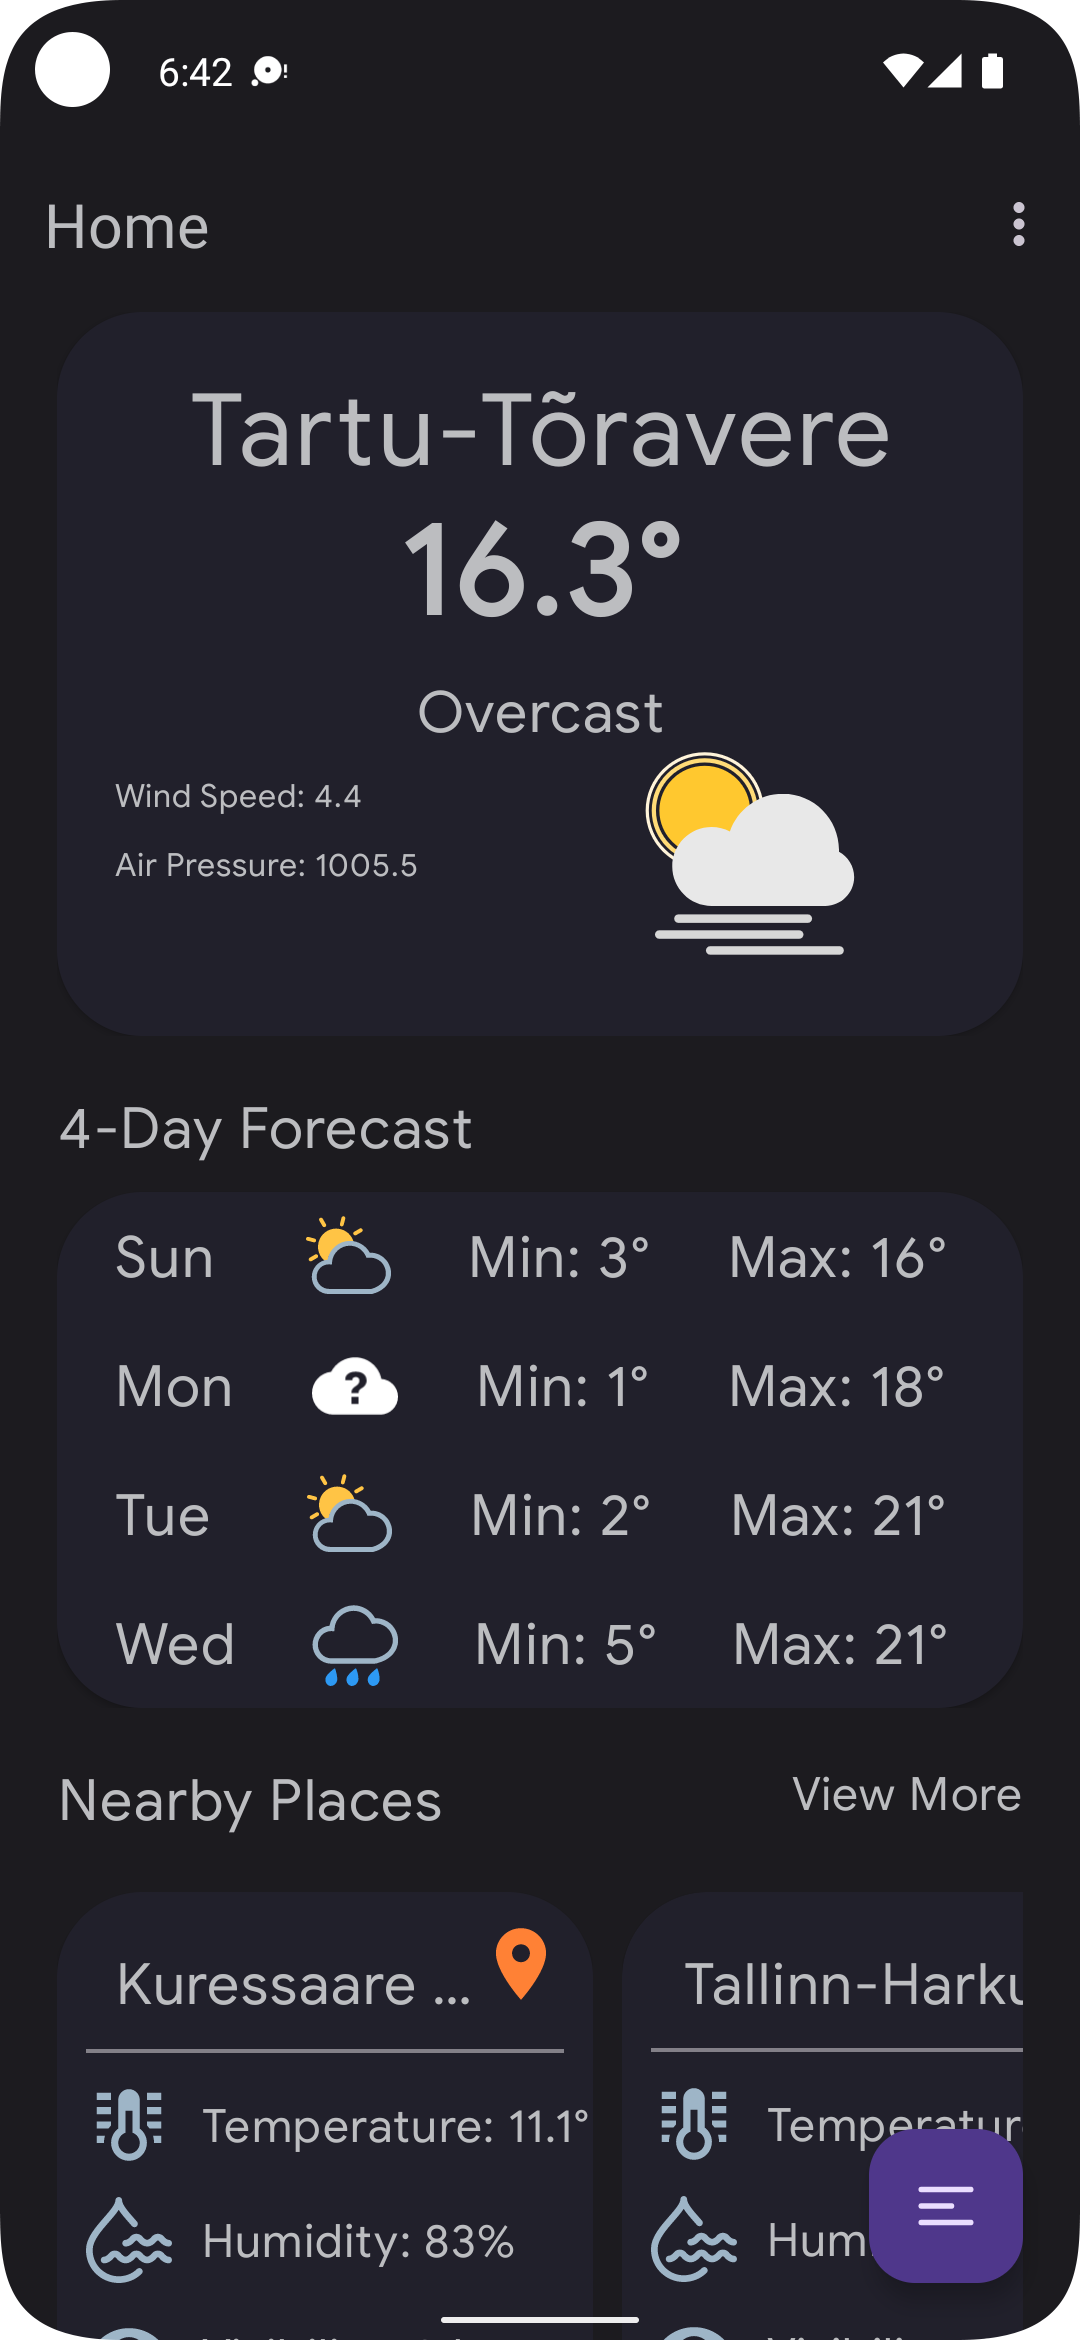 6:42
Home
Tartu-Tõravere
16.3°
Overcast
Wind Speed: 4.4
Air Pressure: 1005.5
4-Day Forecast
Sun Min: 3° Max: 16°
Mon ? Min: 1° Max: 18°
Tue Min: 2° Max: 21°
Wed Min: 5° Max: 21°
Nearby Places View More
Kuressaare ...
Temperature: 11.1°
Humidity: 83%
Tallinn-Harku
Temperatur
Hum